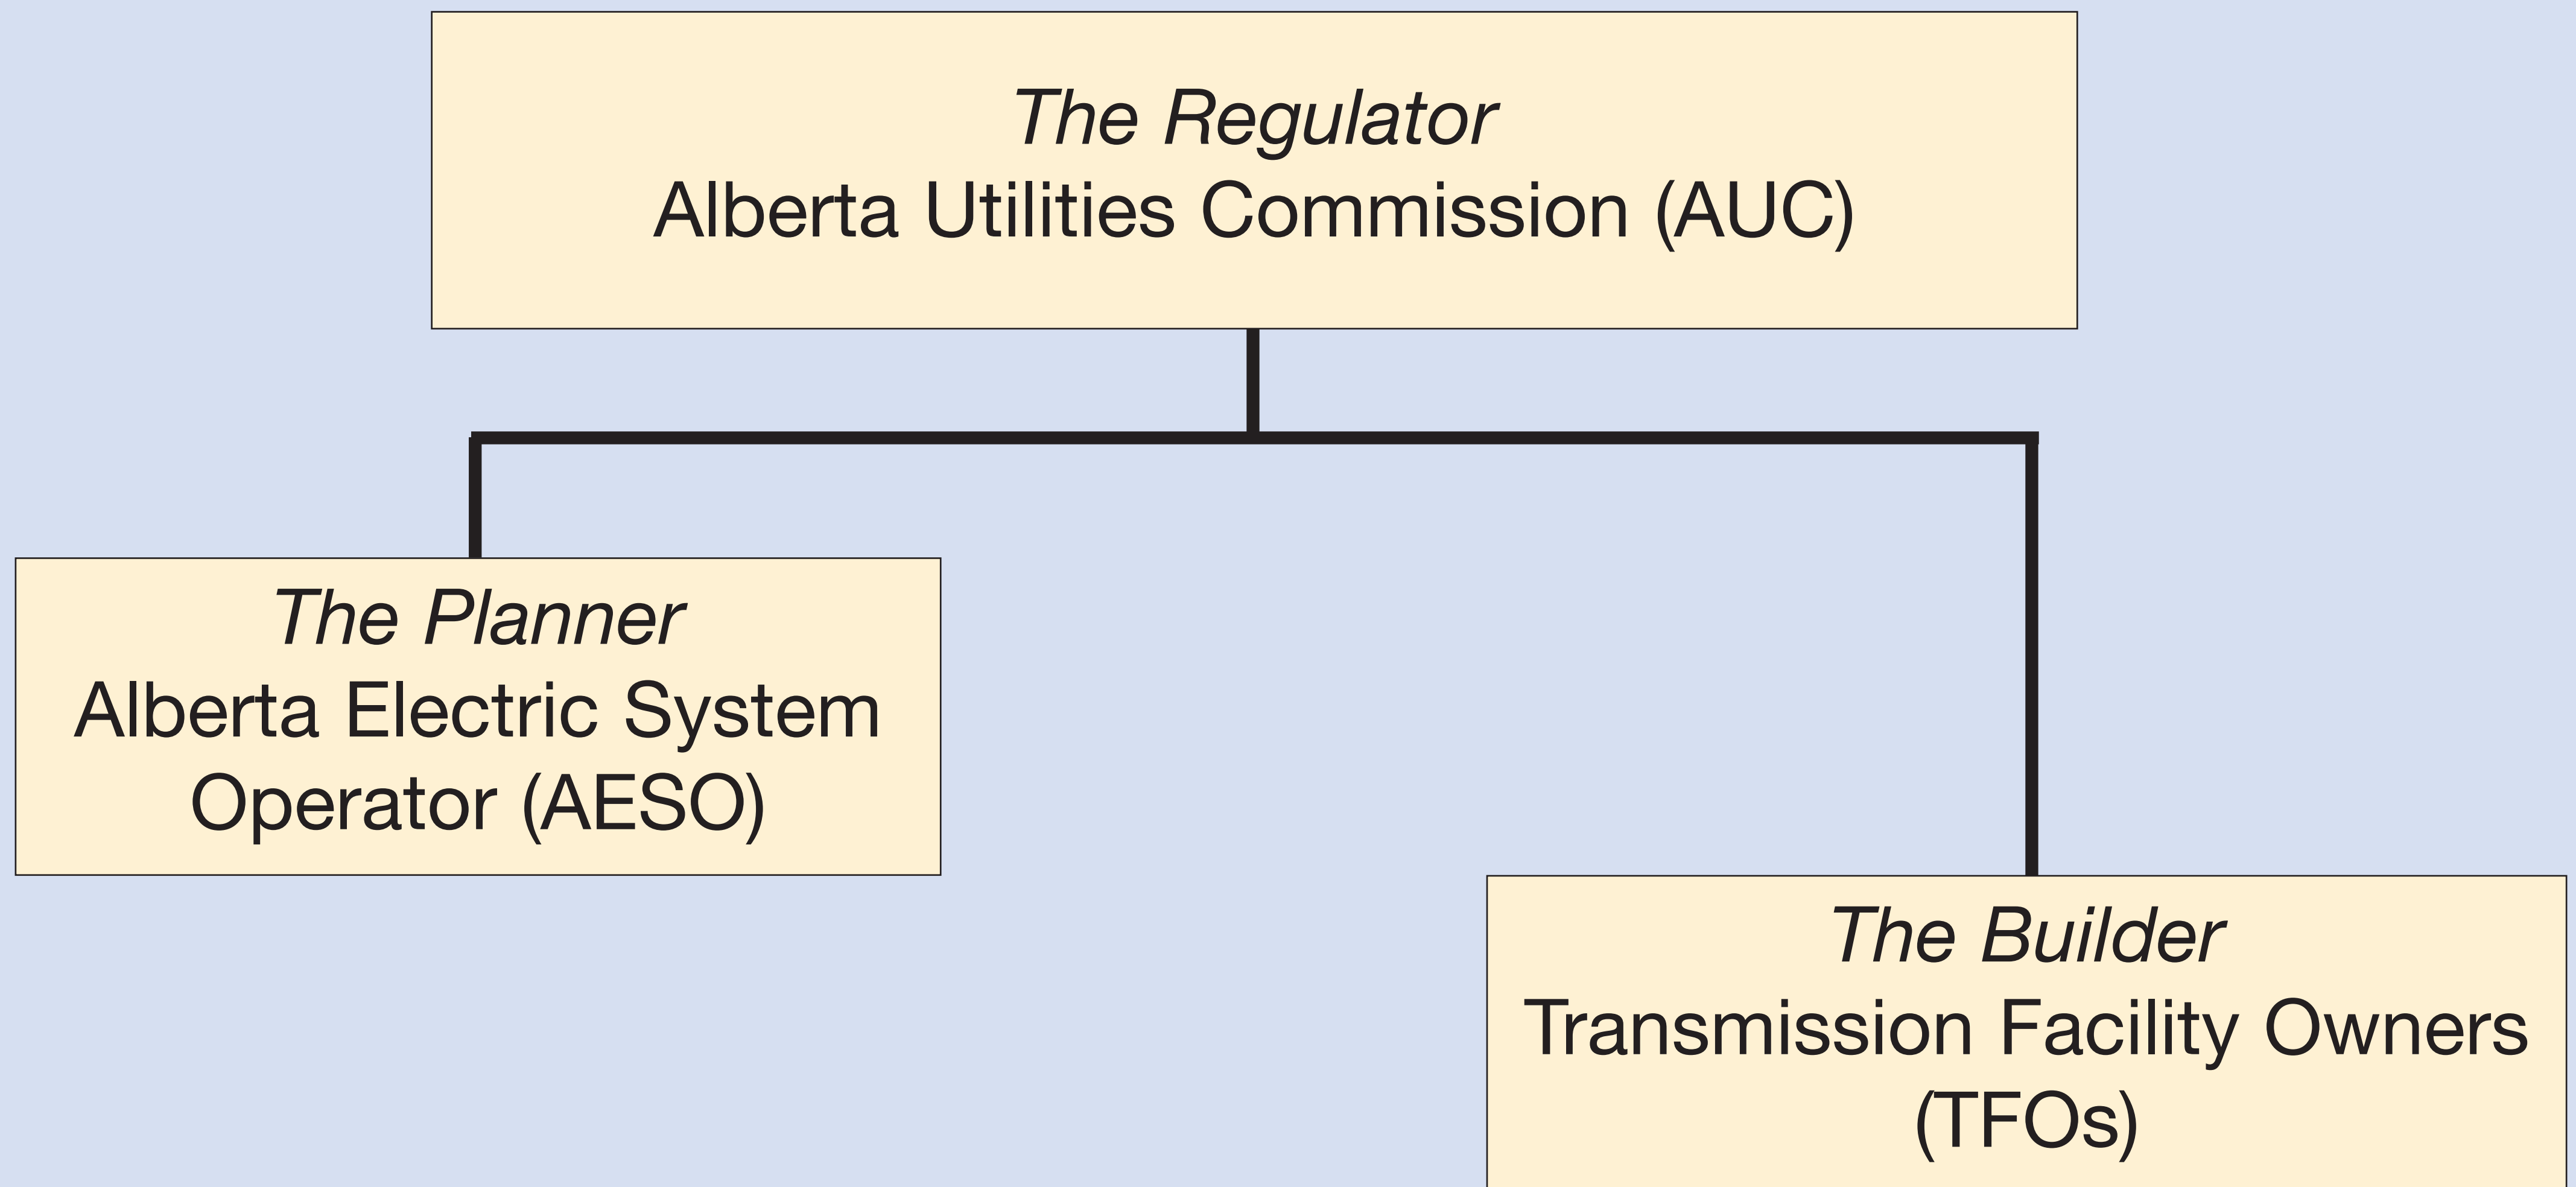 The Regulator
Alberta Utilities Commission (AUC)
The Planner
Alberta Electric System
Operator (AESO)
The Builder
Transmission Facility Owners
(TFOs)